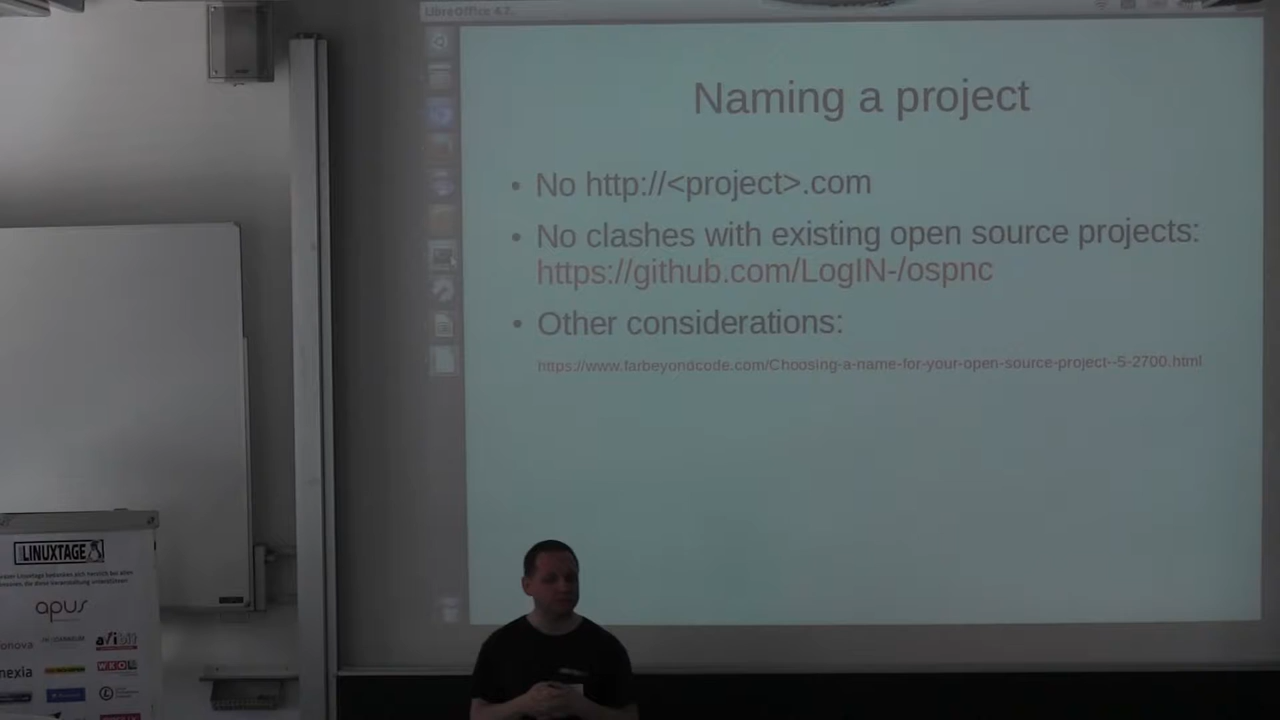 LibreOffice 4.2
Naming a project
• No http://<project>.com
• No clashes with existing open source projects:
https://github.com/LogIN-/ospnc
• Other considerations:
https://www.farbeyondcode.com/Choosing-a-name-for-your-open-source-project--5-2700.html
LINUXTAGE
apus
avibit
WKO